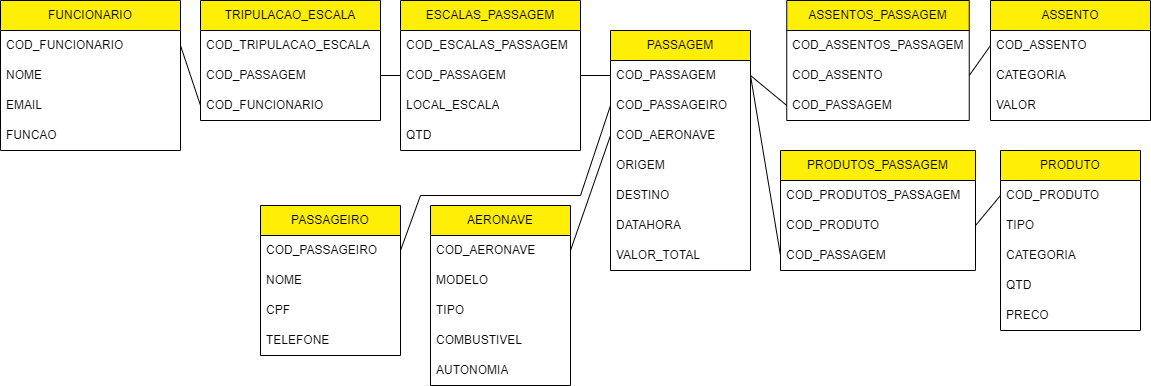 FUNCIONARIO
COD_FUNCIONARIO
NOME
EMAIL
FUNCAO
TRIPULACAO_ESCALA
COD_TRIPULACAO_ESCALA
COD_PASSAGEM
COD_FUNCIONARIO
ESCALAS_PASSAGEM
COD_ESCALAS_PASSAGEM
COD_PASSAGEM
LOCAL_ESCALA
QTD
PASSAGEM
COD_PASSAGEM
COD_PASSAGEIRO
COD_AERONAVE
ORIGEM
DESTINO
DATAHORA
VALOR_TOTAL
ASSENTOS_PASSAGEM
COD_ASSENTOS_PASSAGEM
COD_ASSENTO
COD_PASSAGEM
ASSENTO
COD_ASSENTO
CATEGORIA
VALOR
PASSAGEIRO
COD_PASSAGEIRO
NOME
CPF
TELEFONE
AERONAVE
COD_AERONAVE
MODELO
TIPO
COMBUSTIVEL
AUTONOMIA
PRODUTOS_PASSAGEM
COD_PRODUTOS_PASSAGEM
COD_PRODUTO
COD_PASSAGEM
PRODUTO
COD_PRODUTO
TIPO
CATEGORIA
QTD
PRECO